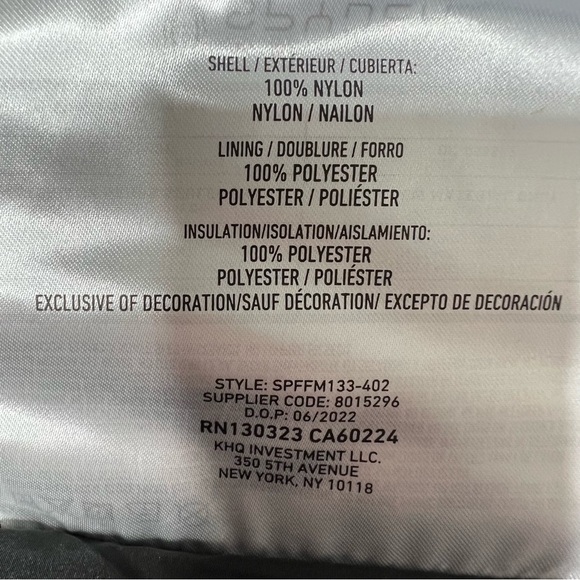 SHELL / EXTÉRIEUR / CUBIERTA:
100% NYLON
NYLON / NAILON
LINING / DOUBLURE / FORRO
100% POLYESTER
POLYESTER / POLIÉSTER
INSULATION/ISOLATION/AISLAMIENTO:
100% POLYESTER
POLYESTER / POLIÉSTER
EXCLUSIVE OF DECORATION/SAUF DÉCORATION/ EXCEPTO DE DECORACIÓN
STYLE: SPFFM133-402
SUPPLIER CODE: 8015296
D.O.P: 06/2022
RN130323 CA60224
KHQ INVESTMENT LLC.
350 5TH AVENUE
NEW YORK, NY 10118